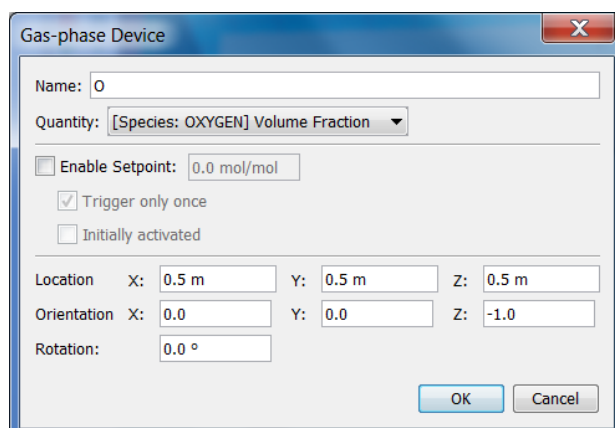 Gas-phase Device
Name: O
Quantity: [Species: OXYGEN] Volume Fraction
Enable Setpoint: 0.0 mol/mol
Trigger only once
Initially activated
Location X: 0.5 m Y: 0.5 m Z: 0.5 m
Orientation X: 0.0 Y: 0.0 Z: -1.0
Rotation: 0.0 º
OK Cancel